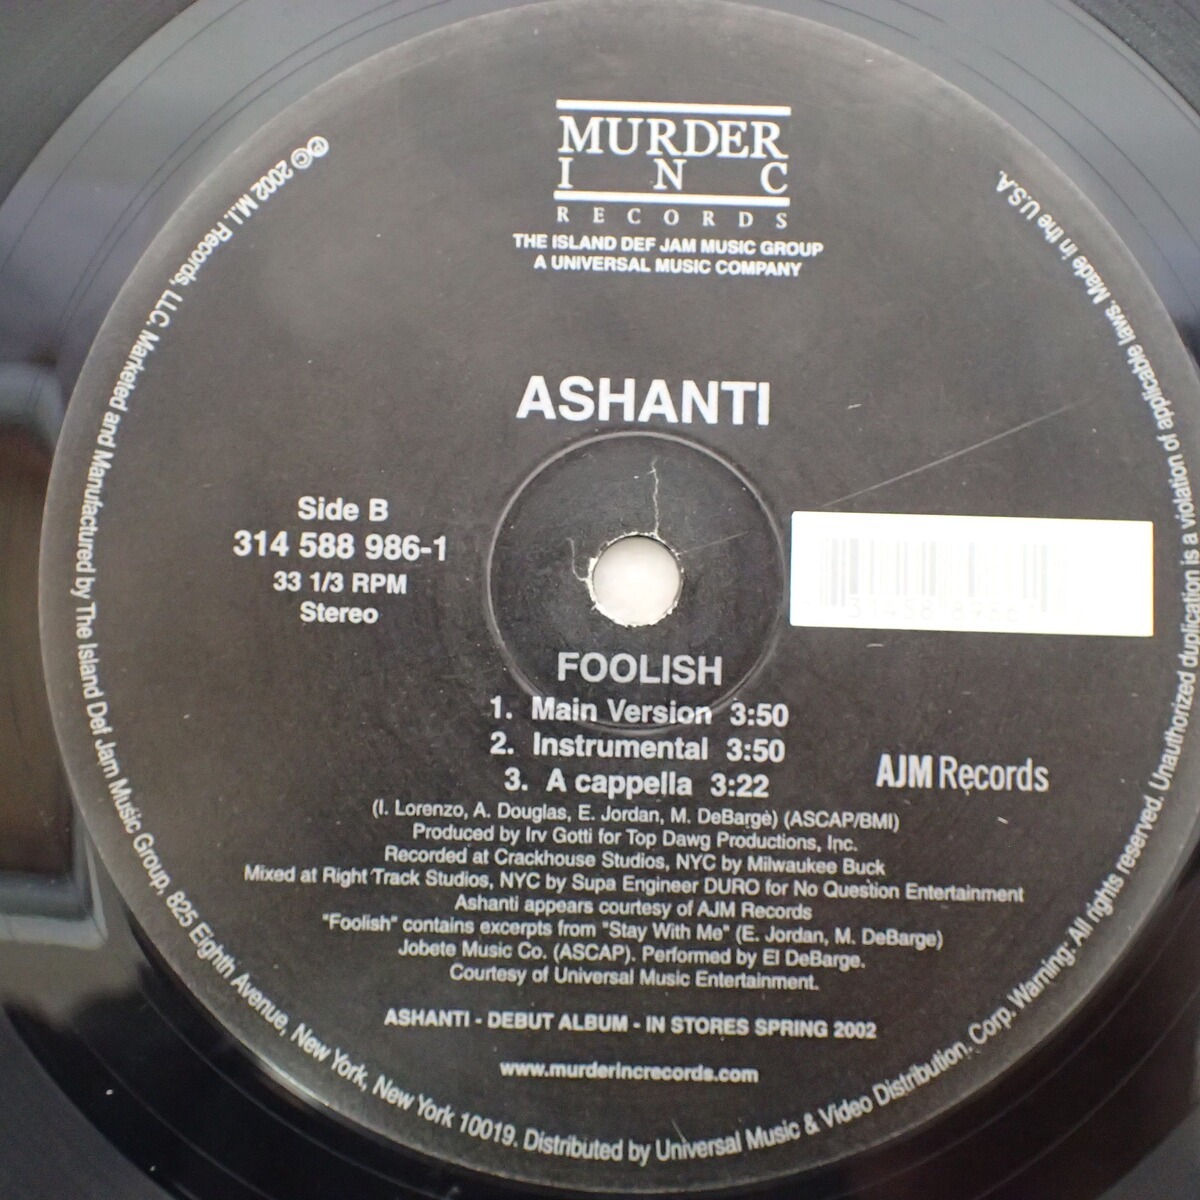 MURDER
INC
RECORDS
THE ISLAND DEF JAM MUSIC GROUP
A UNIVERSAL MUSIC COMPANY
ASHANTI
Side B
314 588 986-1
33 1/3 RPM
Stereo
FOOLISH
1. Main Version 3:50
2. Instrumental 3:50
3. A cappella 3:22
AJM Records
(I. Lorenzo, A. Douglas, E. Jordan, M. DeBarge) (ASCAP/BMI)
Produced by Irv Gotti for Top Dawg Productions, Inc.
Recorded at Crackhouse Studios, NYC by Milwaukee Buck
Mixed at Right Track Studios, NYC by Supa Engineer DURO for No Question Entertainment
Ashanti appears courtesy of AJM Records
"Foolish" contains excerpts from "Stay With Me" (E. Jordan, M. DeBarge)
Jobete Music Co. (ASCAP). Performed by El DeBarge.
Courtesy of Universal Music Entertainment.
ASHANTI - DEBUT ALBUM - IN STORES SPRING 2002
www.murderincrecords.com
℗© 2002 M.I. Records, LLC. Marketed and Manufactured by The Island Def Jam Music Group, 825 Eighth Avenue, New York, New York 10019. Distributed by Universal Music & Video Distribution, Corp. Warning: All rights reserved. Unauthorized duplication is a violation of applicable laws. Made in the U.S.A.